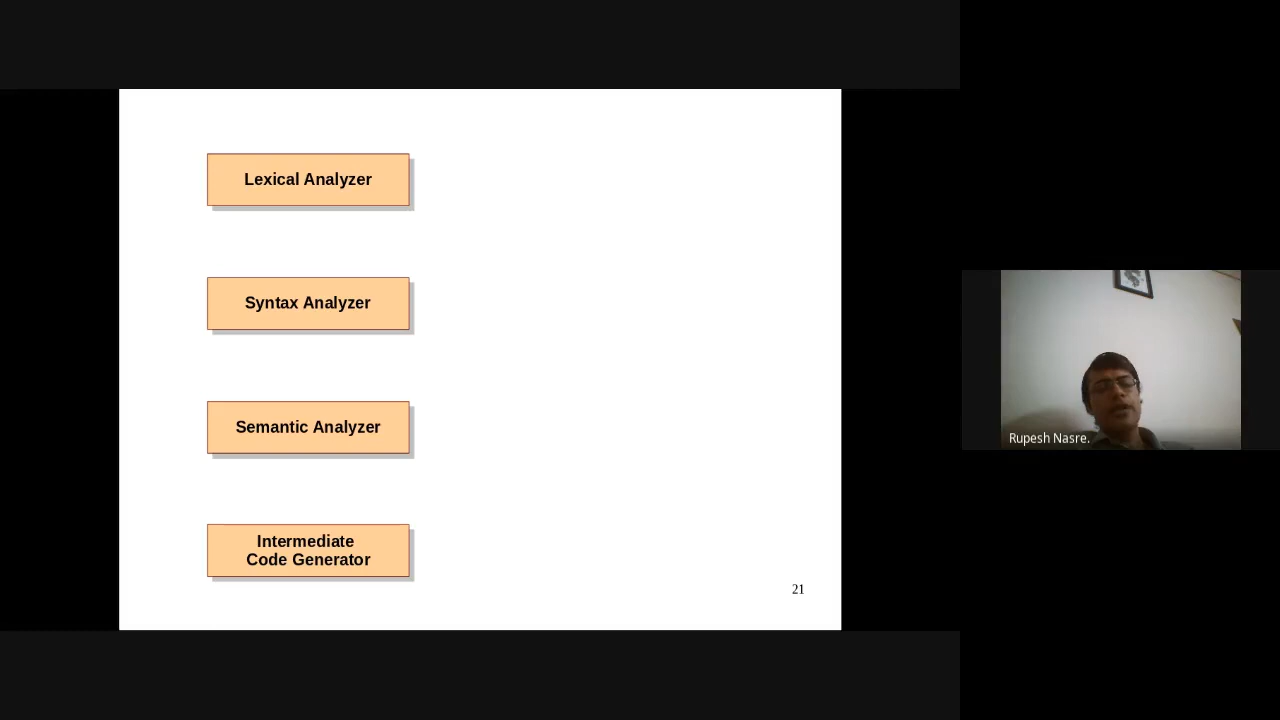 Lexical Analyzer
Syntax Analyzer
Semantic Analyzer
Intermediate
Code Generator
21
Rupesh Nasre.